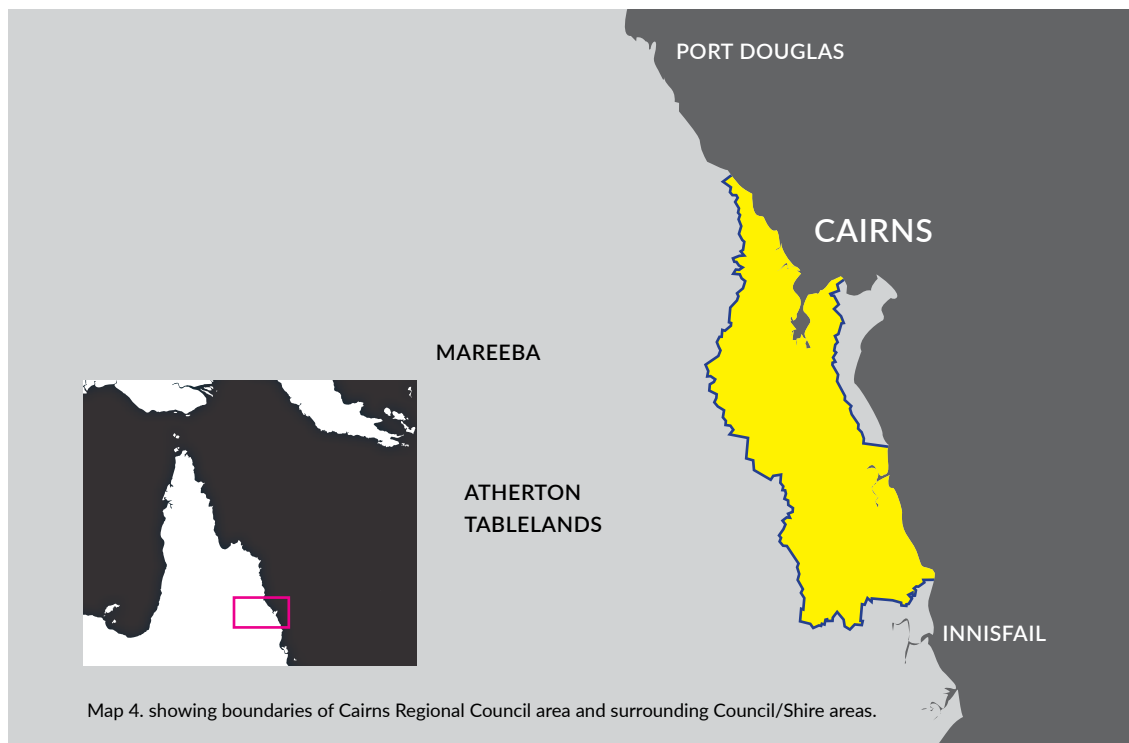 PORT DOUGLAS
CAIRNS
MAREEBA
ATHERTON
TABLELANDS
INNISFAIL
Map 4. showing boundaries of Cairns Regional Council area and surrounding Council/Shire areas.